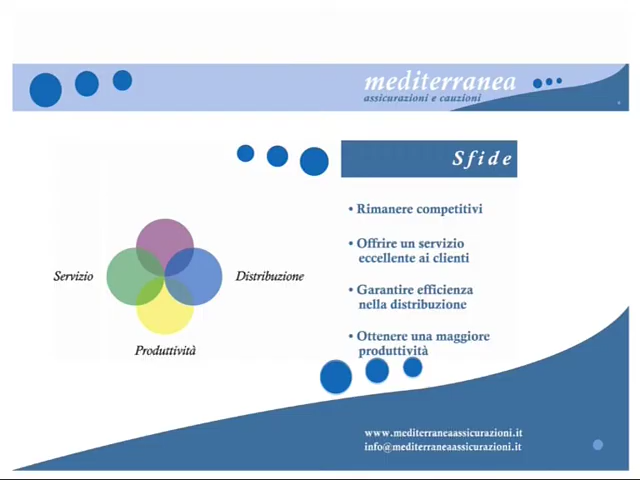 mediterranea
assicurazioni e cauzioni
Sfide
• Rimanere competitivi
• Offrire un servizio
eccellente ai clienti
• Garantire efficienza
nella distribuzione
• Ottenere una maggiore
produttività
Servizio
Distribuzione
Produttività
www.mediterraneaassicurazioni.it
info@mediterraneaassicurazioni.it